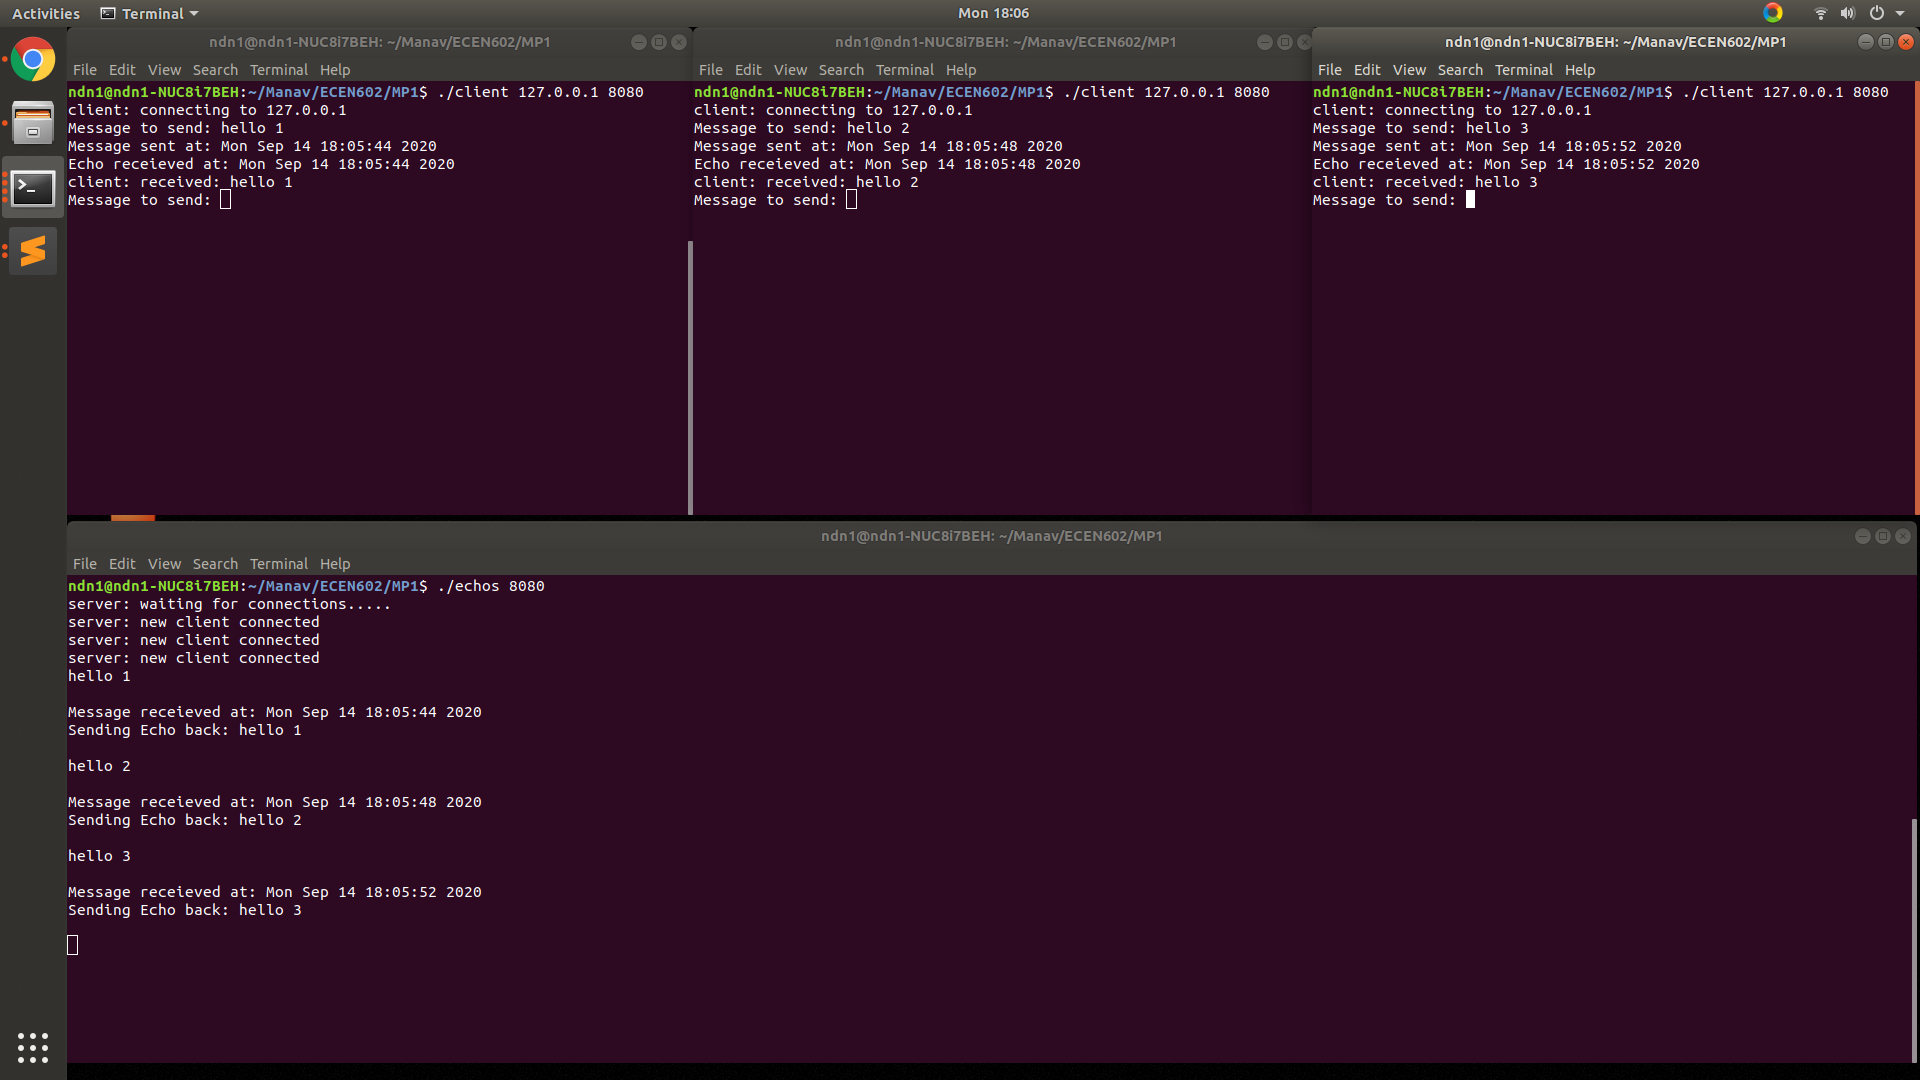 Activities Terminal Mon 18:06
ndn1@ndn1-NUC8i7BEH: ~/Manav/ECEN602/MP1
File Edit View Search Terminal Help
ndn1@ndn1-NUC8i7BEH:~/Manav/ECEN602/MP1$ ./client 127.0.0.1 8080
client: connecting to 127.0.0.1
Message to send: hello 1
Message sent at: Mon Sep 14 18:05:44 2020
Echo receieved at: Mon Sep 14 18:05:44 2020
client: received: hello 1
Message to send:
ndn1@ndn1-NUC8i7BEH: ~/Manav/ECEN602/MP1
File Edit View Search Terminal Help
ndn1@ndn1-NUC8i7BEH:~/Manav/ECEN602/MP1$ ./client 127.0.0.1 8080
client: connecting to 127.0.0.1
Message to send: hello 2
Message sent at: Mon Sep 14 18:05:48 2020
Echo receieved at: Mon Sep 14 18:05:48 2020
client: received: hello 2
Message to send:
ndn1@ndn1-NUC8i7BEH: ~/Manav/ECEN602/MP1
File Edit View Search Terminal Help
ndn1@ndn1-NUC8i7BEH:~/Manav/ECEN602/MP1$ ./client 127.0.0.1 8080
client: connecting to 127.0.0.1
Message to send: hello 3
Message sent at: Mon Sep 14 18:05:52 2020
Echo receieved at: Mon Sep 14 18:05:52 2020
client: received: hello 3
Message to send:
ndn1@ndn1-NUC8i7BEH: ~/Manav/ECEN602/MP1
File Edit View Search Terminal Help
ndn1@ndn1-NUC8i7BEH:~/Manav/ECEN602/MP1$ ./echos 8080
server: waiting for connections.....
server: new client connected
server: new client connected
server: new client connected
hello 1
Message receieved at: Mon Sep 14 18:05:44 2020
Sending Echo back: hello 1
hello 2
Message receieved at: Mon Sep 14 18:05:48 2020
Sending Echo back: hello 2
hello 3
Message receieved at: Mon Sep 14 18:05:52 2020
Sending Echo back: hello 3